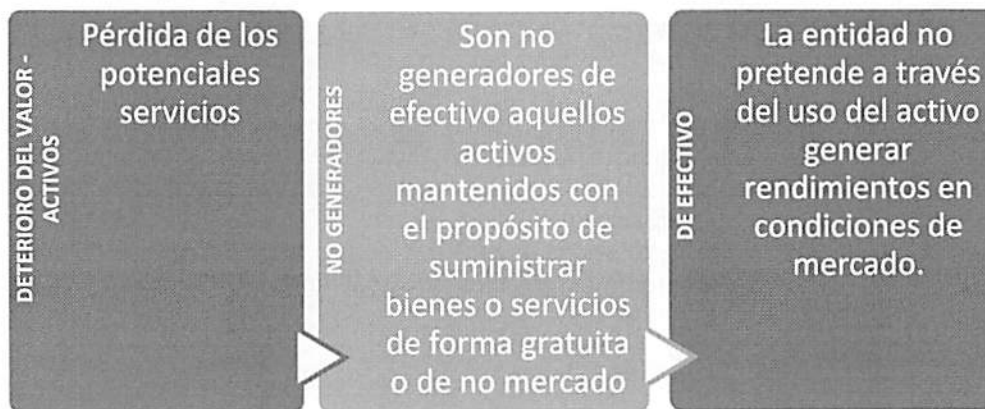 DETERIORO DEL VALOR -
ACTIVOS
Pérdida de los
potenciales
servicios
NO GENERADORES
Son no
generadores de
efectivo aquellos
activos
mantenidos con
el propósito de
suministrar
bienes o servicios
de forma gratuita
o de no mercado
DE EFECTIVO
La entidad no
pretende a través
del uso del activo
generar
rendimientos en
condiciones de
mercado.